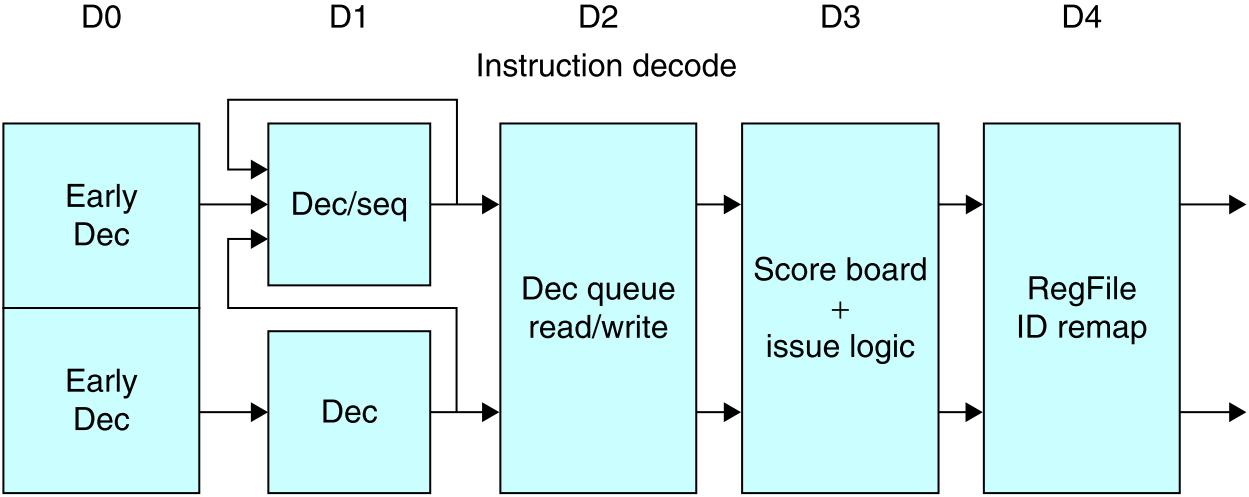 D0 D1 D2 D3 D4
Instruction decode
Early
Dec
Dec/seq
Early
Dec
Dec
Dec queue
read/write
Score board
+
issue logic
RegFile
ID remap